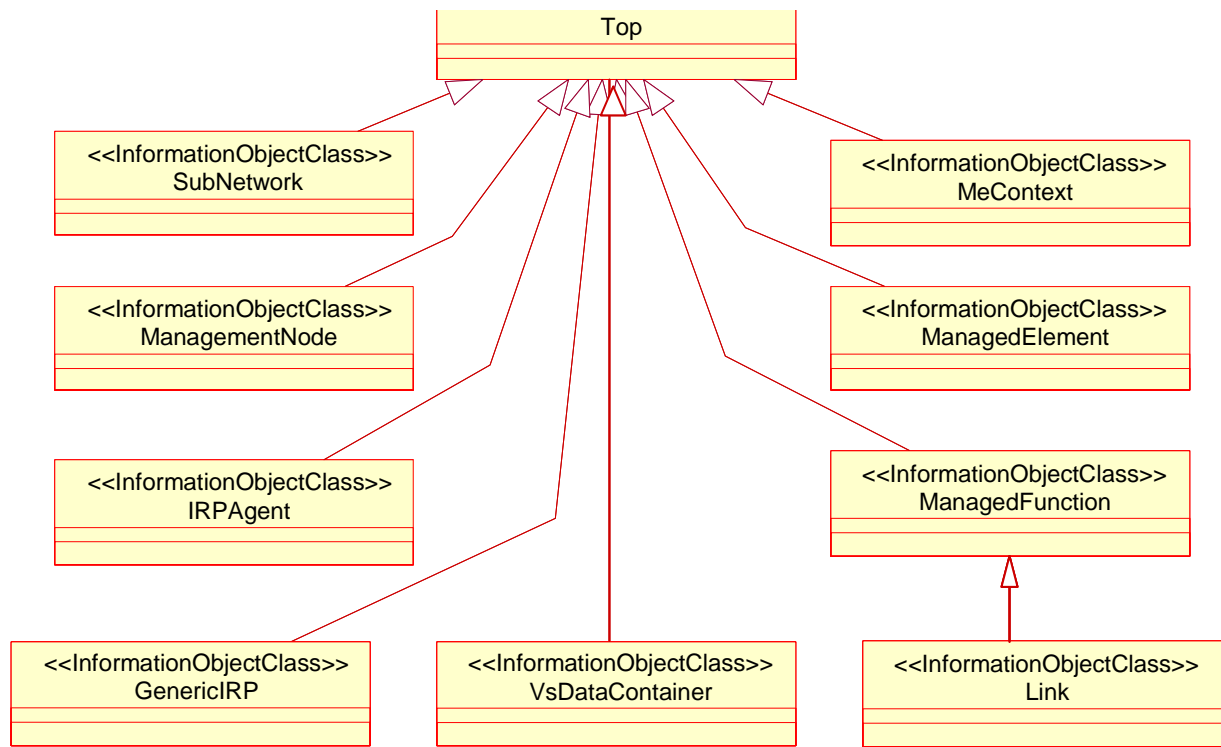 Top
<<InformationObjectClass>>
SubNetwork
<<InformationObjectClass>>
MeContext
<<InformationObjectClass>>
ManagementNode
<<InformationObjectClass>>
ManagedElement
<<InformationObjectClass>>
IRPAgent
<<InformationObjectClass>>
ManagedFunction
<<InformationObjectClass>>
GenericIRP
<<InformationObjectClass>>
VsDataContainer
<<InformationObjectClass>>
Link